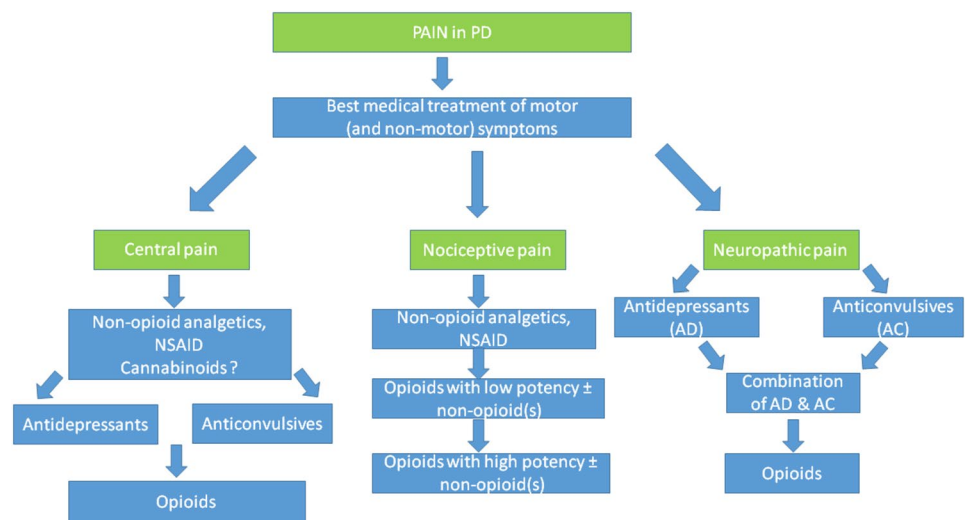 PAIN in PD
Best medical treatment of motor
(and non-motor) symptoms
Central pain
Nociceptive pain
Neuropathic pain
Non-opioid analgetics,
NSAID
Cannabinoids ?
Antidepressants
Anticonvulsives
Opioids
Non-opioid analgetics,
NSAID
Opioids with low potency ±
non-opioid(s)
Opioids with high potency ±
non-opioid(s)
Antidepressants
(AD)
Anticonvulsives
(AC)
Combination
of AD & AC
Opioids